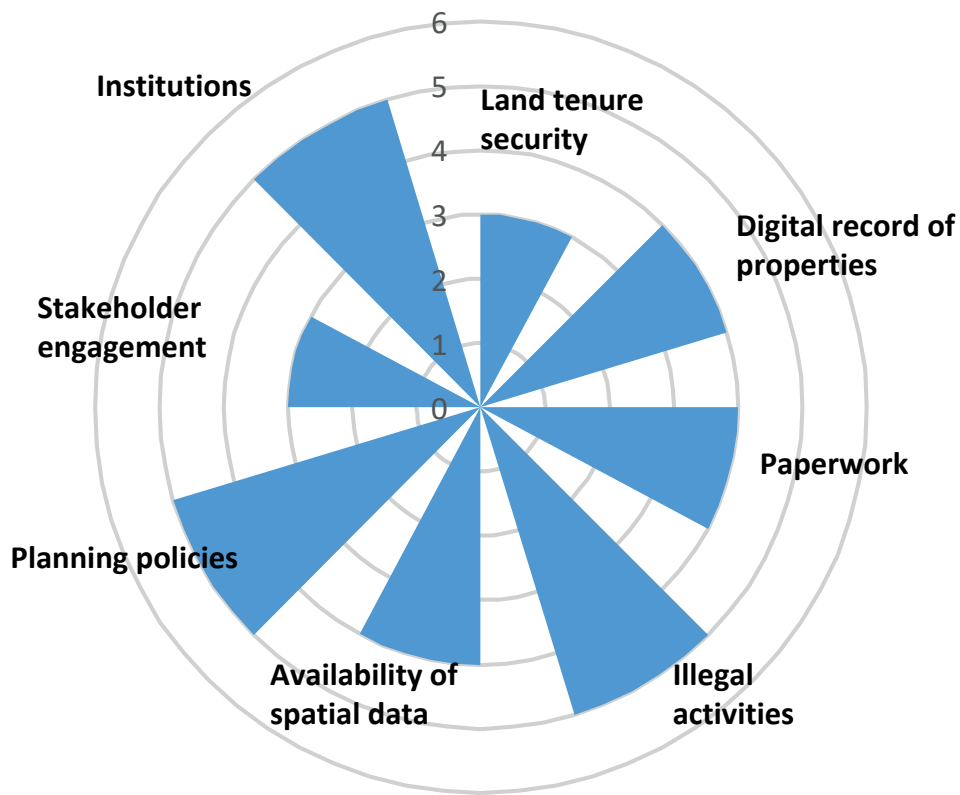 6
5
4
3
2
1
0
Land tenure
security
Digital record of
properties
Paperwork
Illegal
activities
Availability of
spatial data
Planning policies
Stakeholder
engagement
Institutions